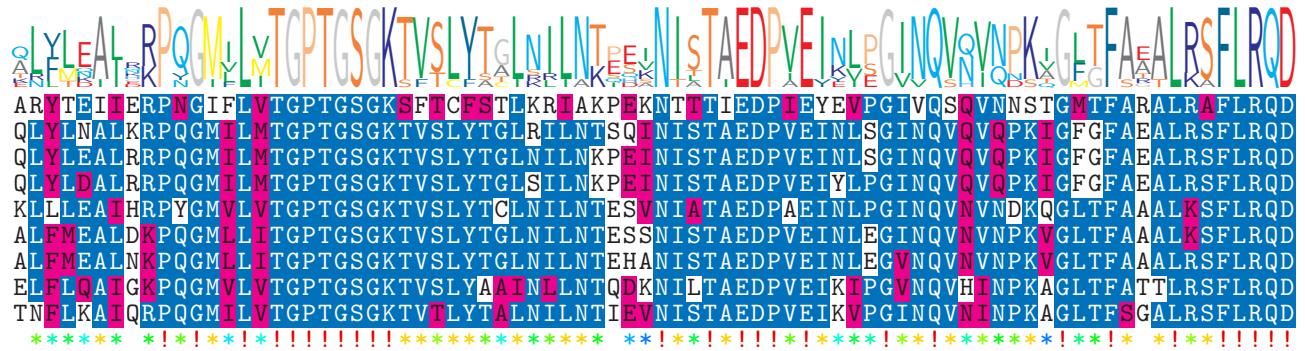 ARYTEIIERPNGIFLVTGPTGSGKSFTCFSTLKRIAKPEKNTTTIEDPIEYEVPGIVQSQVNNSTGMTFARALRAFLRQD
QLYLNALKRPQGMILMTGPTGSGKTVSLYTGLRILNTSQINISTAEDPVEINLSGINQVQVQPKIGFGFAEALRSFLRQD
QLYLEALRRPQGMILMTGPTGSGKTVSLYTGLNILNKPEINISTAEDPVEINLSGINQVQVQPKIGFGFAEALRSFLRQD
QLYLDALRRPQGMILMTGPTGSGKTVSLYTGLSILNKPEINISTAEDPVEIYLPGINQVQVQPKIGFGFAEALRSFLRQD
KLLLEAIHRPYGMVLVTGPTGSGKTVSLYTCLNILNTESVNIATAEDPAEINLPGINQVNVNDKQGLTFAAALKSFLRQD
ALFMEALDKPQGMLLITGPTGSGKTVSLYTGLNILNTESSNISTAEDPVEINLEGINQVNVNPKVGLTFAAALKSFLRQD
ALFMEALNKPQGMLLITGPTGSGKTVSLYTGLNILNTEHANISTAEDPVEINLEGVNQVNVNPKVGLTFAAALRSFLRQD
ELFLQAIGKPQGMVLVTGPTGSGKTVSLYAAINLLNTQDKNILTAEDPVEIKIPGVNQVHINPKAGLTFATTLRSFLRQD
TNFLKAIQRPQGMILVTGPTGSGKTVTLYTALNILNTIEVNISTAEDPVEIKVPGINQVNINPKAGLTFSGALRSFLRQD